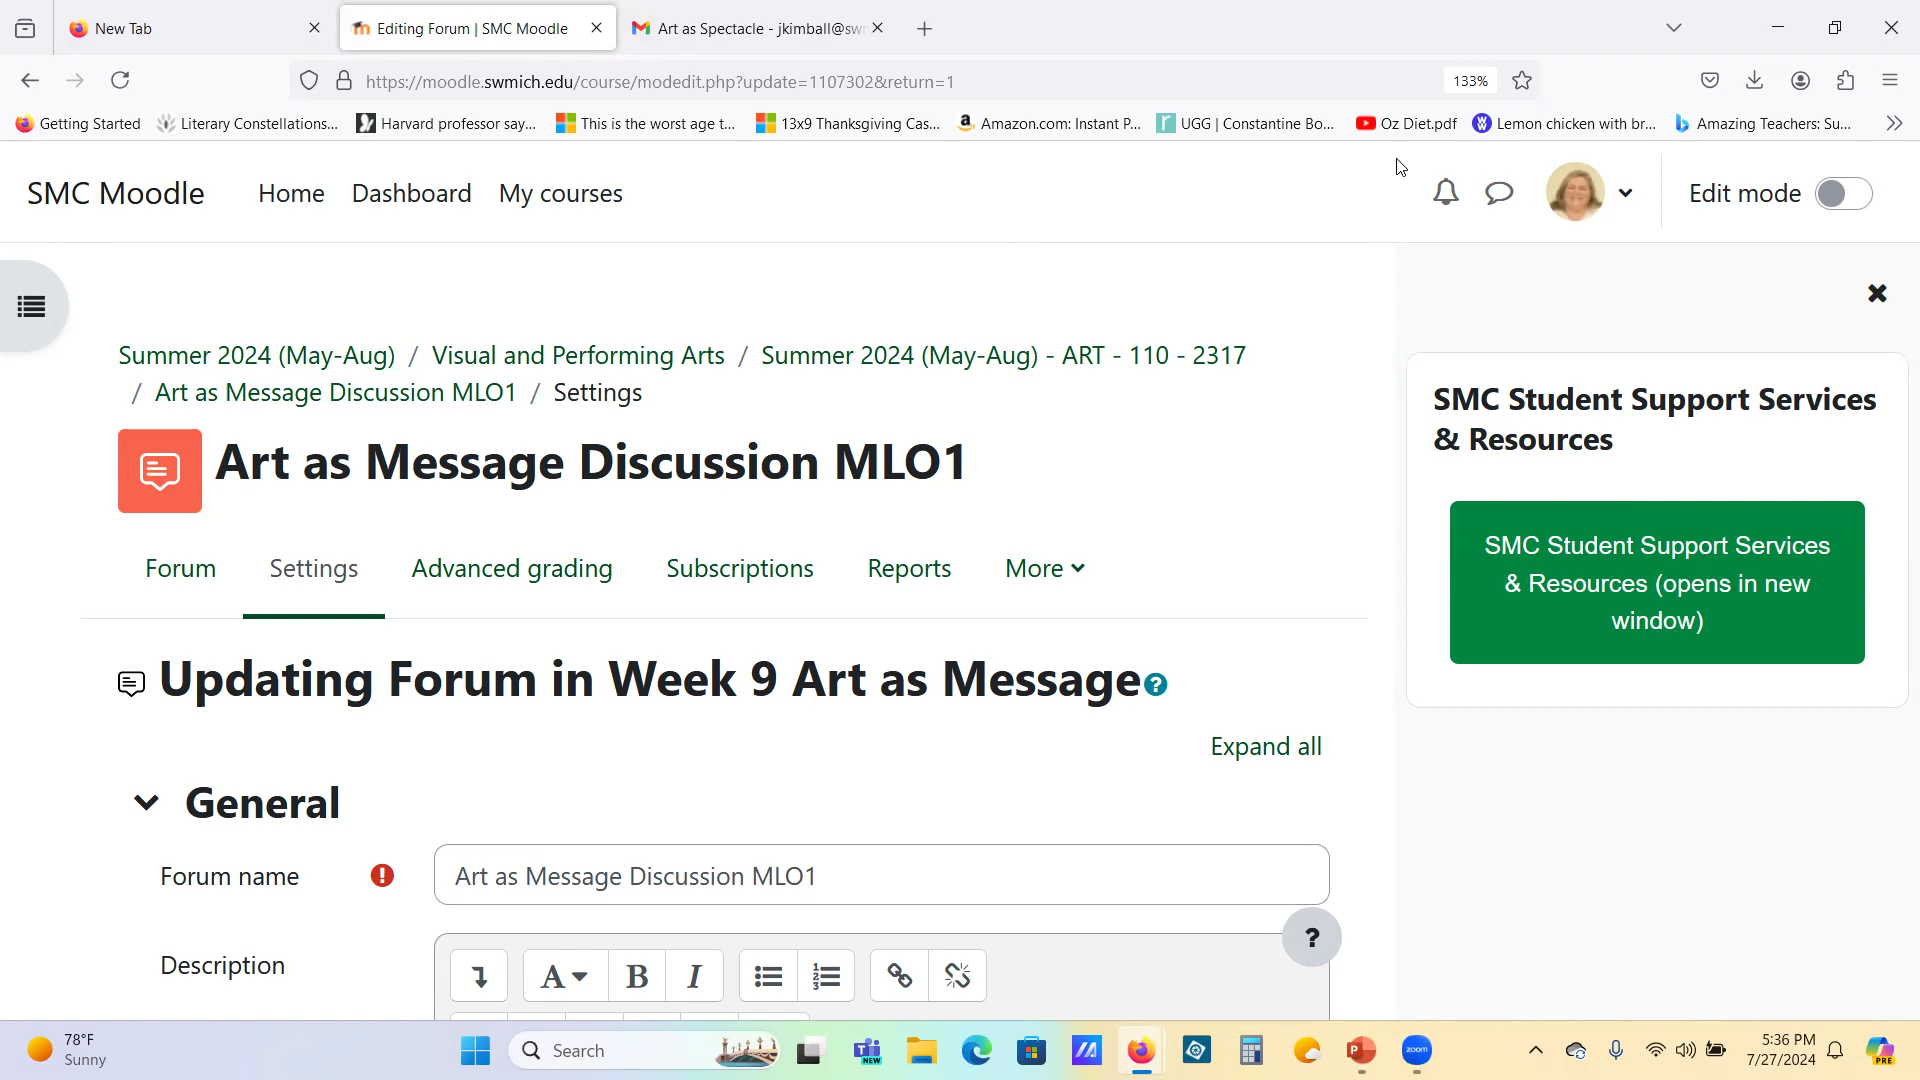 New Tab
Editing Forum | SMC Moodle
Art as Spectacle - jkimball@sw
https://moodle.swmich.edu/course/modedit.php?update=1107302&return=1
133%
Getting Started
Literary Constellations...
Harvard professor say...
This is the worst age t...
13x9 Thanksgiving Cas...
Amazon.com: Instant P...
UGG | Constantine Bo...
Oz Diet.pdf
Lemon chicken with br...
Amazing Teachers: Su...
SMC Moodle
Home
Dashboard
My courses
Edit mode
Summer 2024 (May-Aug) / Visual and Performing Arts / Summer 2024 (May-Aug) - ART - 110 - 2317
/ Art as Message Discussion MLO1 / Settings
Art as Message Discussion MLO1
Forum
Settings
Advanced grading
Subscriptions
Reports
More
Updating Forum in Week 9 Art as Message
Expand all
General
Forum name
Art as Message Discussion MLO1
Description
A
B
I
?
SMC Student Support Services
& Resources
SMC Student Support Services
& Resources (opens in new
window)
78°F
Sunny
Search
NEW
zoom
5:36 PM
7/27/2024
PRE